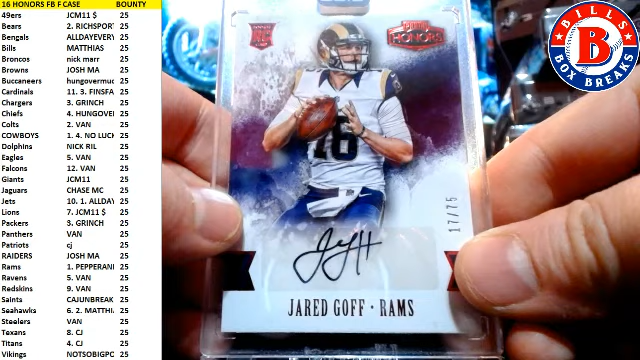 16 HONORS FB F CASE BOUNTY
49ers JCM11 $ 25
Bears 2. RICHSPOR 25
Bengals ALLDAYEVERY 25
Bills MATTHIAS 25
Broncos nick marr 25
Browns JOSH MA 25
Buccaneers hungovermuc 25
Cardinals 11. 3. FINSFA 25
Chargers 3. GRINCH 25
Chiefs 4. HUNGOVE 25
Colts 2. VAN 25
COWBOYS 1. 4. NO LUCK 25
Dolphins NICK RIL 25
Eagles 5. VAN 25
Falcons 12. VAN 25
Giants JCM11 25
Jaguars CHASE MC 25
Jets 10. 1. ALLDA 25
Lions 7. JCM11 $ 25
Packers 3. GRINCH 25
Panthers VAN 25
Patriots cj 25
RAIDERS JOSH MA 25
Rams 1. PEPPERANI 25
Ravens 5. VAN 25
Redskins 9. VAN 25
Saints CAJUNBREAK 25
Seahawks 6. 2. MATTHI 25
Steelers VAN 25
Texans 8. CJ 25
Titans 4. CJ 25
Vikings NOTSOBIGPC 25
HONORS
16
17/75
JARED GOFF · RAMS
BILLS
B
BOX BREAKS